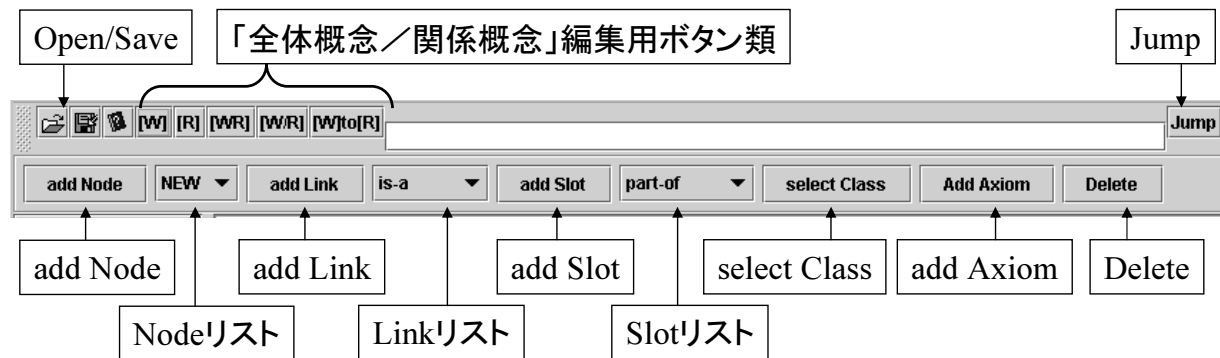 Open/Save 「全体概念／関係概念」編集用ボタン類 Jump
[W] [R] [WR] [W/R] [W]to[R] Jump
add Node NEW add Link is-a add Slot part-of select Class Add Axiom Delete
add Node add Link add Slot select Class add Axiom Delete
Nodeリスト Linkリスト Slotリスト